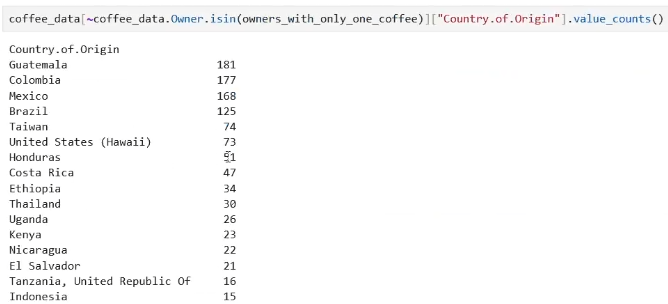 coffee_data[~coffee_data.Owner.isin(owners_with_only_one_coffee)]["Country.of.Origin"].value_counts()
Country.of.Origin
Guatemala 181
Colombia 177
Mexico 168
Brazil 125
Taiwan 74
United States (Hawaii) 73
Honduras 51
Costa Rica 47
Ethiopia 34
Thailand 30
Uganda 26
Kenya 23
Nicaragua 22
El Salvador 21
Tanzania, United Republic Of 16
Indonesia 15